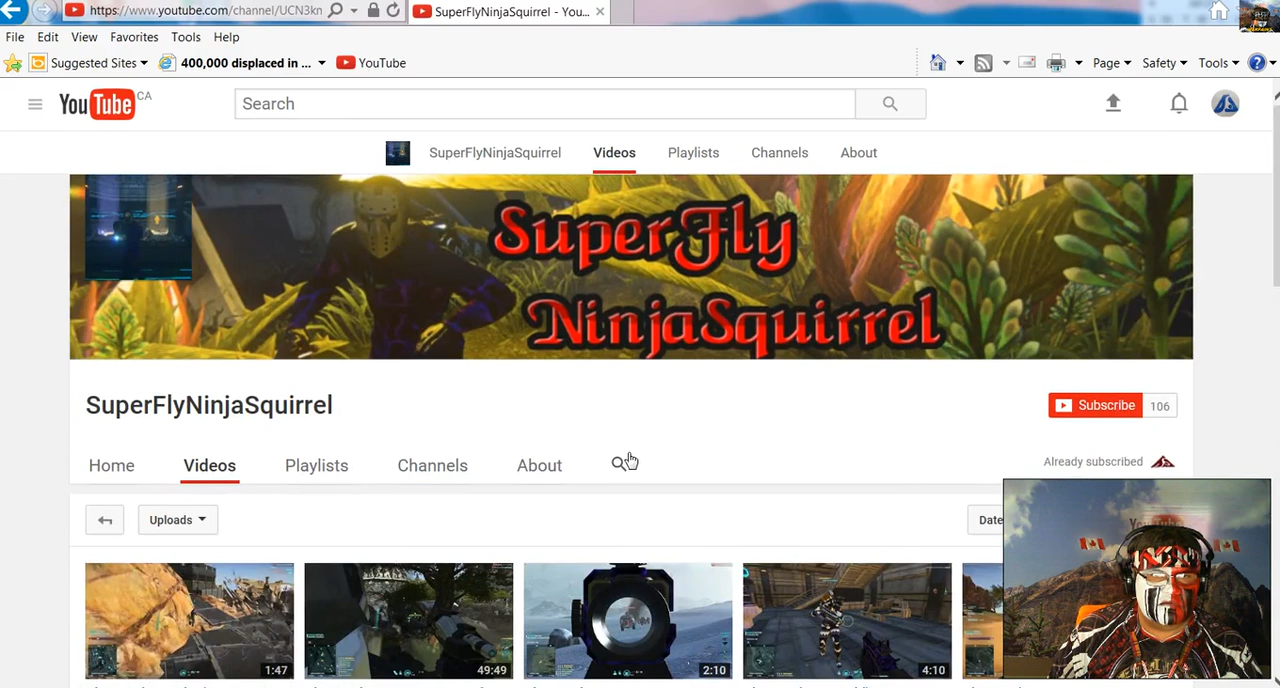 https://www.youtube.com/channel/UCN3kn
SuperFlyNinjaSquirrel - You...
File Edit View Favorites Tools Help
Suggested Sites 400,000 displaced in ... YouTube
Page Safety Tools
YouTube CA
Search
SuperFlyNinjaSquirrel Videos Playlists Channels About
SuperFly
NinjaSquirrel
SuperFlyNinjaSquirrel
Subscribe 106
Home Videos Playlists Channels About
Already subscribed
Uploads
Date
1:47
49:49
2:10
4:10